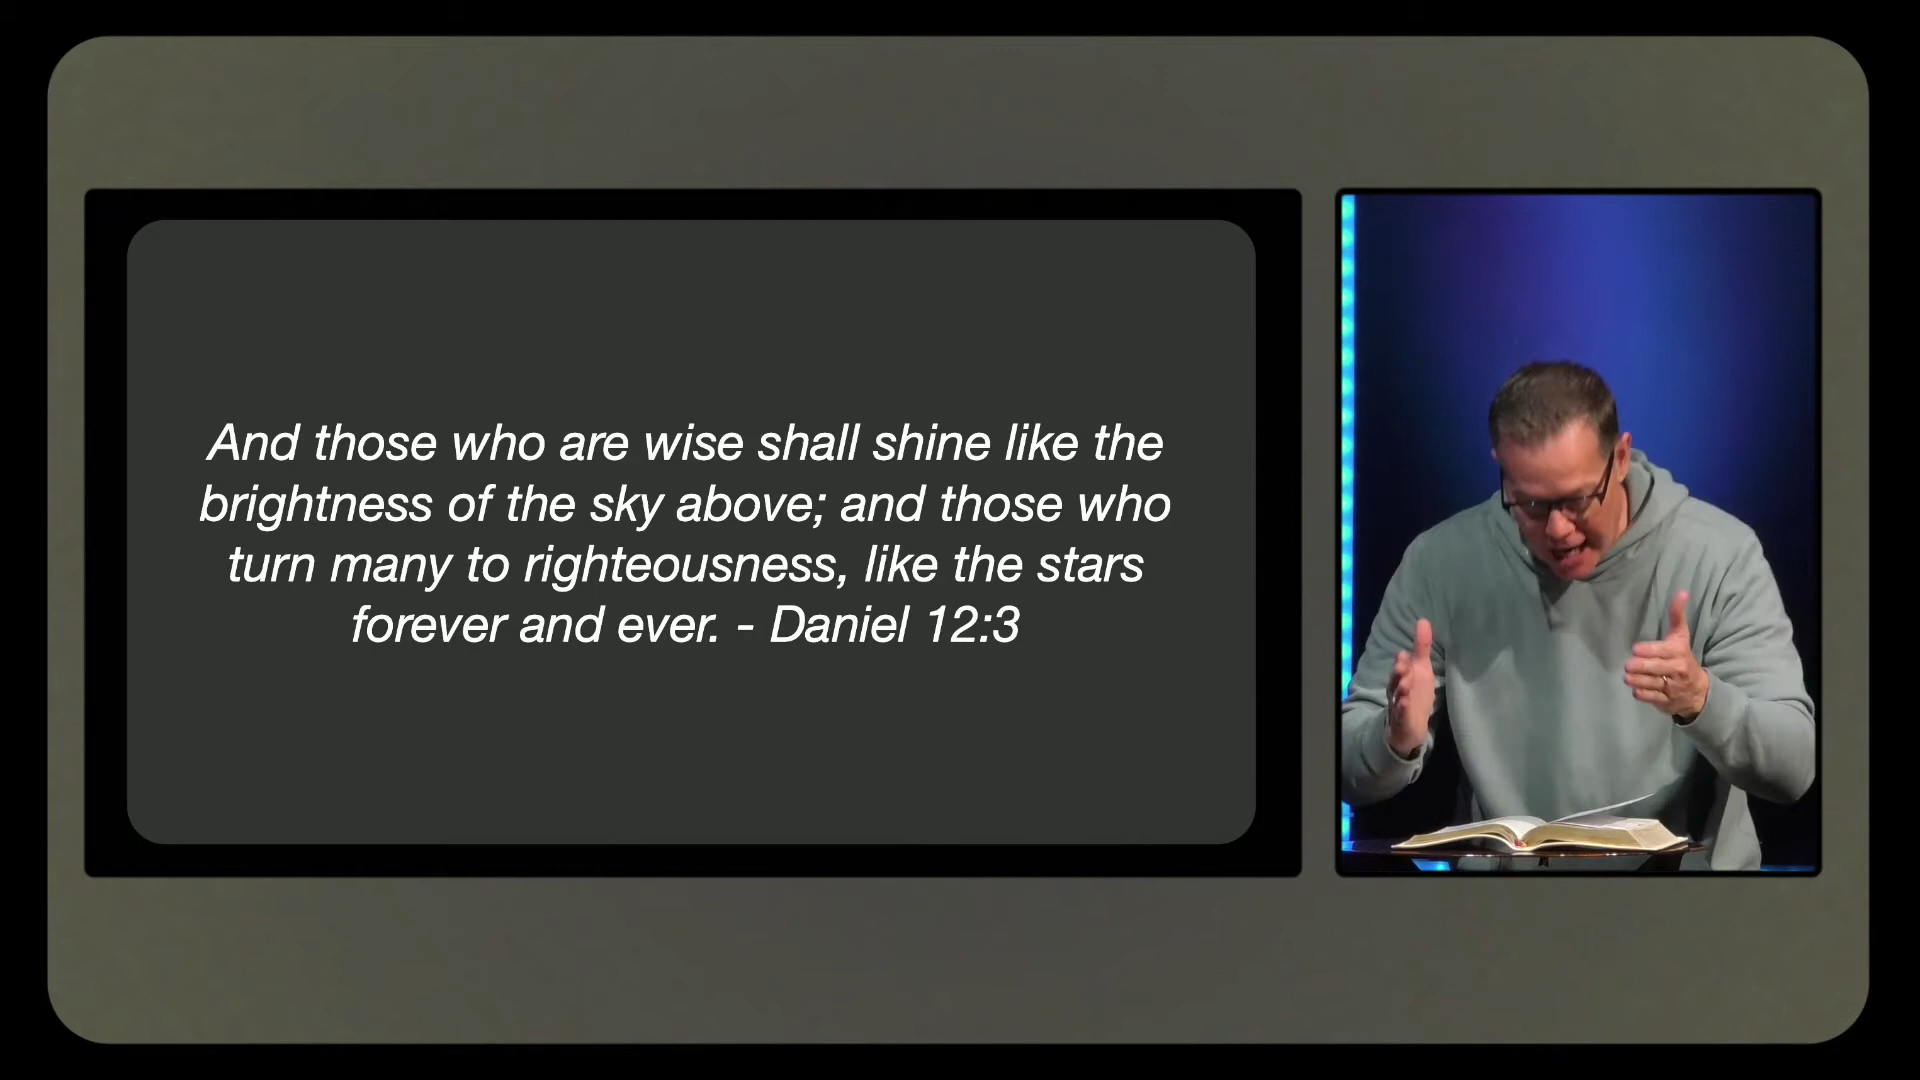 And those who are wise shall shine like the
brightness of the sky above; and those who
turn many to righteousness, like the stars
forever and ever. - Daniel 12:3